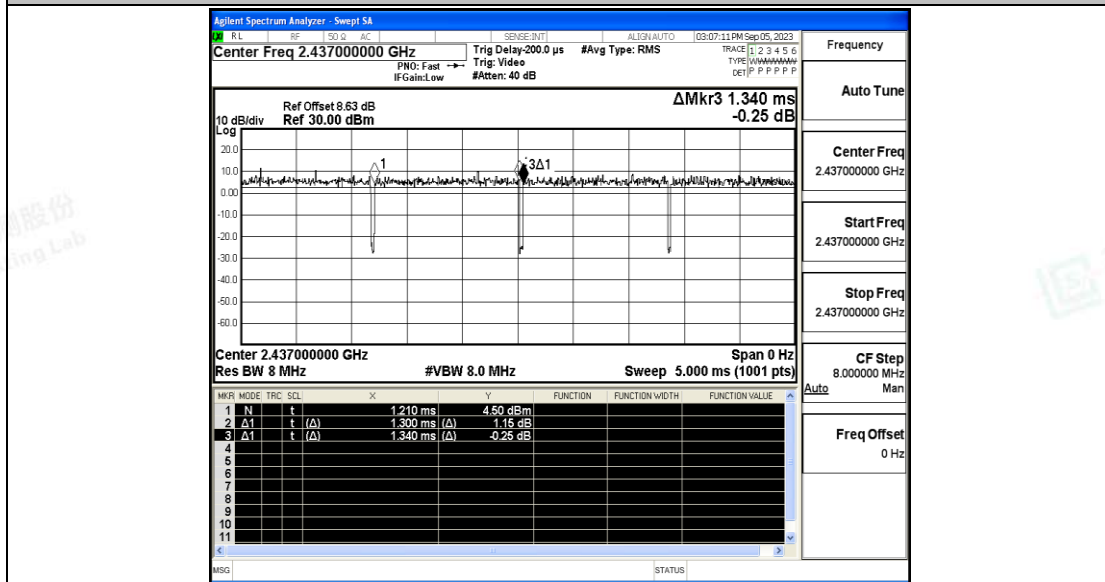 Agilent Spectrum Analyzer - Swept SA
RL RF 50 Ω AC SENSE:INT ALIGN AUTO 03:07:11 PM Sep 05, 2023
Center Freq 2.437000000 GHz
PNO: Fast
IFGain:Low
Trig Delay-200.0 µs
Trig: Video
#Atten: 40 dB
#Avg Type: RMS
TRACE 1 2 3 4 5 6
TYPE
DET P P P P P P
ΔMkr3 1.340 ms
-0.25 dB
Ref Offset 8.63 dB
10 dB/div Ref 30.00 dBm
Log
20.0
10.0
0.00
-10.0
-20.0
-30.0
-40.0
-50.0
-60.0
1
3Δ1
Center 2.437000000 GHz Span 0 Hz
Res BW 8 MHz #VBW 8.0 MHz Sweep 5.000 ms (1001 pts)
MKR MODE TRC SCL X Y FUNCTION FUNCTION WIDTH FUNCTION VALUE
1 N t 1.210 ms 4.50 dBm
2 Δ1 t (Δ) 1.300 ms (Δ) 1.15 dB
3 Δ1 t (Δ) 1.340 ms (Δ) -0.25 dB
4
5
6
7
8
9
10
11
MSG STATUS
Frequency
Auto Tune
Center Freq
2.437000000 GHz
Start Freq
2.437000000 GHz
Stop Freq
2.437000000 GHz
CF Step
8.000000 MHz
Auto Man
Freq Offset
0 Hz
股份
Lab